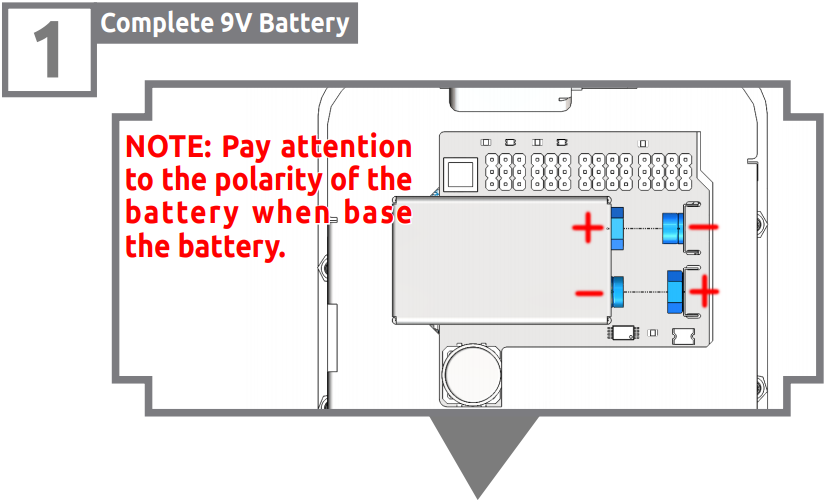 1
Complete 9V Battery
NOTE: Pay attention
to the polarity of the
battery when base
the battery.
+ −
− +